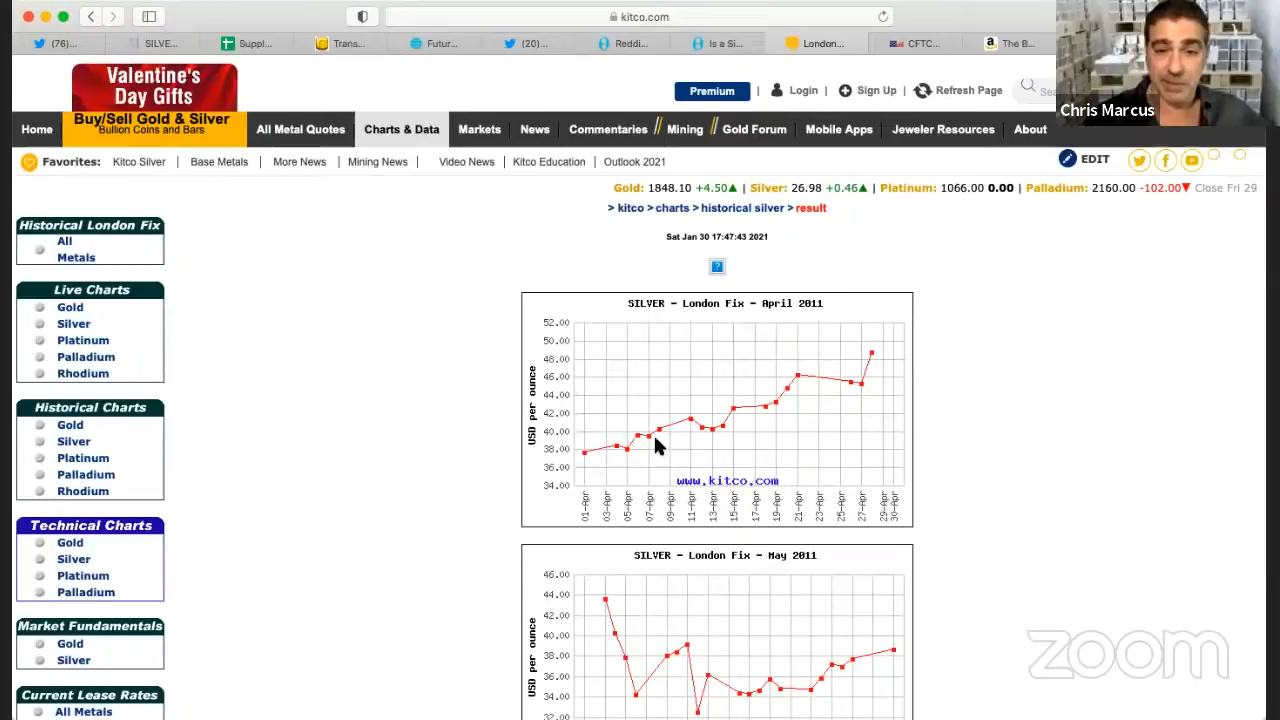 kitco.com
(76)...
SILVE...
Suppl...
Trans...
Futur...
(20)...
Reddi...
Is a Si...
London...
CFTC...
The B...
Chris Marcus
Valentine's
Day Gifts
Buy/Sell Gold & Silver
Bullion Coins and Bars
Premium | Login | Sign Up | Refresh Page
Home
All Metal Quotes
Charts & Data
Markets
News
Commentaries
Mining
Gold Forum
Mobile Apps
Jeweler Resources
About
Favorites: Kitco Silver | Base Metals | More News | Mining News | Video News | Kitco Education | Outlook 2021
EDIT
Gold: 1848.10 +4.50▲ | Silver: 26.98 +0.46▲ | Platinum: 1066.00 0.00 | Palladium: 2160.00 -102.00▼ Close Fri 29
> kitco > charts > historical silver > result
Sat Jan 30 17:47:43 2021
?
Historical London Fix
All
Metals
Live Charts
Gold
Silver
Platinum
Palladium
Rhodium
Historical Charts
Gold
Silver
Platinum
Palladium
Rhodium
Technical Charts
Gold
Silver
Platinum
Palladium
Market Fundamentals
Gold
Silver
Current Lease Rates
All Metals
SILVER - London Fix - April 2011
USD per ounce
52.00
50.00
48.00
46.00
44.00
42.00
40.00
38.00
36.00
34.00
www.kitco.com
01-Apr
03-Apr
05-Apr
07-Apr
09-Apr
11-Apr
13-Apr
15-Apr
17-Apr
19-Apr
21-Apr
23-Apr
25-Apr
27-Apr
29-Apr
30-Apr
SILVER - London Fix - May 2011
USD per ounce
46.00
44.00
42.00
40.00
38.00
36.00
34.00
32.00
zoom